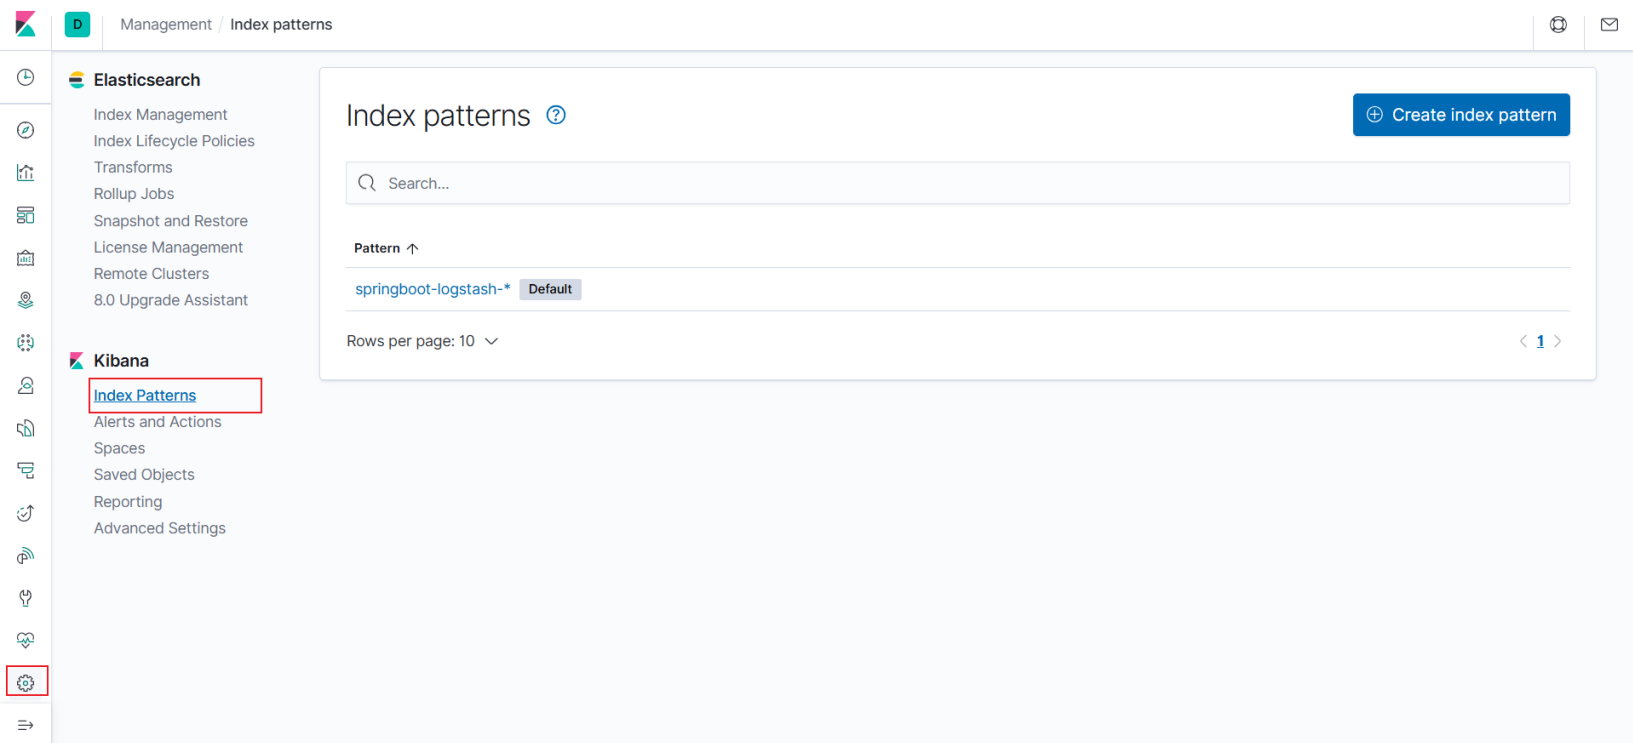 D Management / Index patterns
Elasticsearch
Index Management
Index Lifecycle Policies
Transforms
Rollup Jobs
Snapshot and Restore
License Management
Remote Clusters
8.0 Upgrade Assistant
Kibana
Index Patterns
Alerts and Actions
Spaces
Saved Objects
Reporting
Advanced Settings
Index patterns
Create index pattern
Search...
Pattern
springboot-logstash-* Default
Rows per page: 10
1